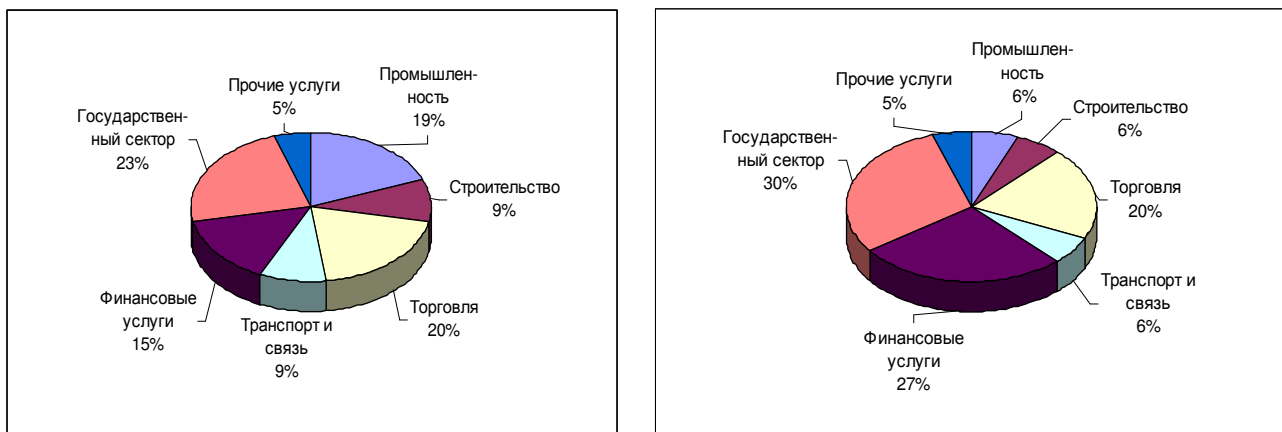 Прочие услуги
5%
Промышлен-
ность
19%
Государствен-
ный сектор
23%
Строительство
9%
Финансовые
услуги
15%
Транспорт и
связь
9%
Торговля
20%
Прочие услуги
5%
Промышлен-
ность
6%
Строительство
6%
Государствен-
ный сектор
30%
Торговля
20%
Транспорт и
связь
6%
Финансовые
услуги
27%